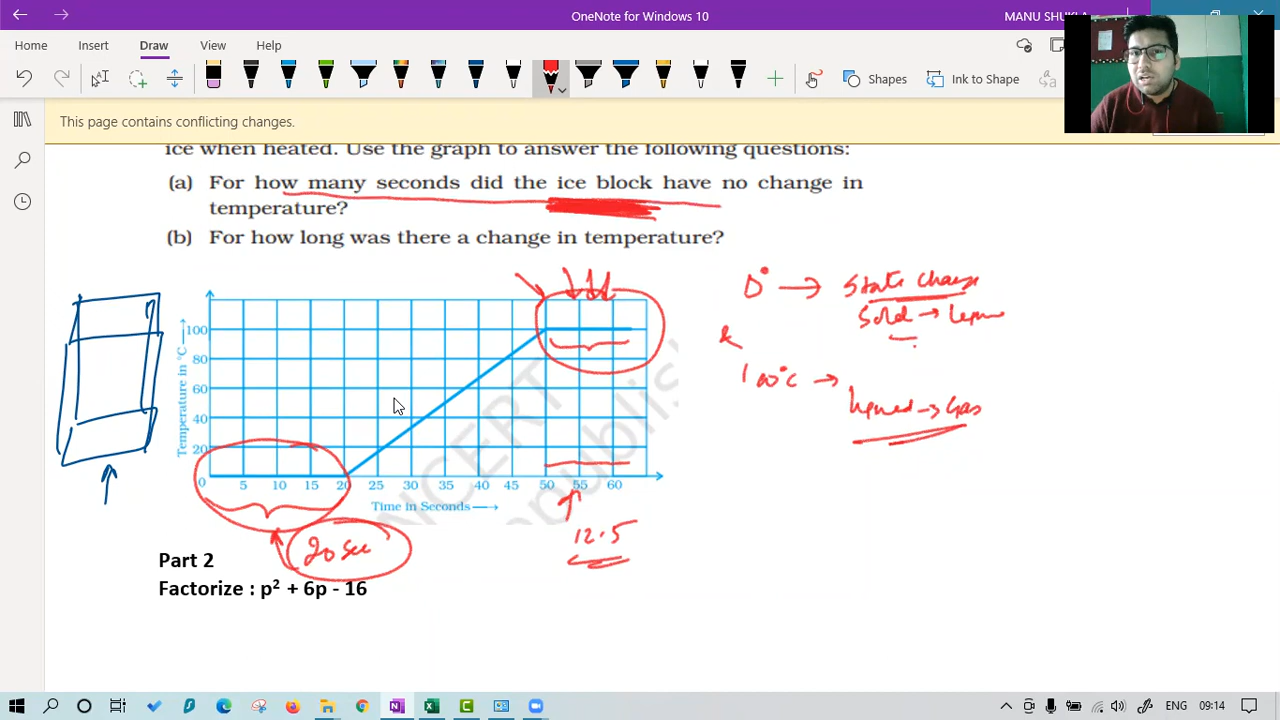 OneNote for Windows 10
MANU SHUKLA
Home Insert Draw View Help
Shapes Ink to Shape
This page contains conflicting changes.
ice when heated. Use the graph to answer the following questions:
(a) For how many seconds did the ice block have no change in
temperature?
(b) For how long was there a change in temperature?
0° → State Change
Solid →
&
100°C →
→ Gas
Temperature in °C
100
80
60
40
20
0 5 10 15 20 25 30 35 40 45 50 55 60
Time in Seconds
NCERT
20 Sec
12.5
Part 2
Factorize : p² + 6p - 16
ENG 09:14